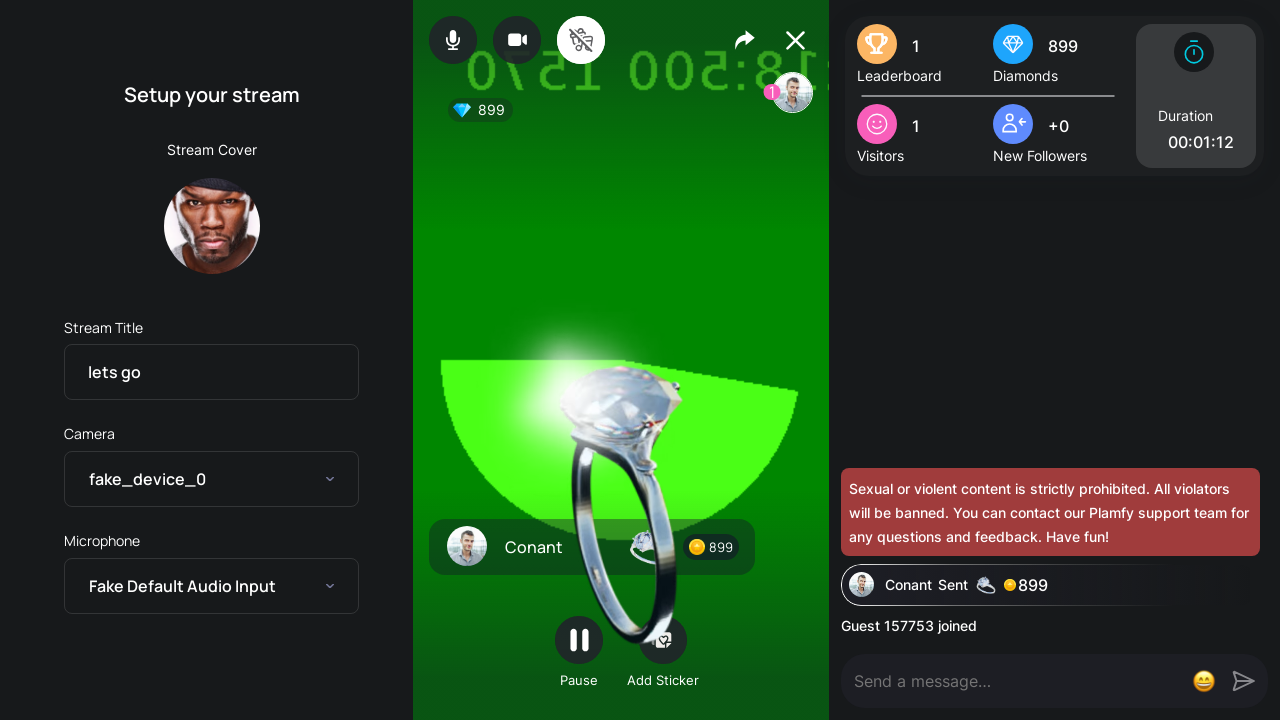 Setup your stream
Stream Cover
Stream Title
lets go
Camera
fake_device_0
Microphone
Fake Default Audio Input
899
1
Conant
899
Pause
Add Sticker
1
Leaderboard
899
Diamonds
1
Visitors
+0
New Followers
Duration
00:01:12
Sexual or violent content is strictly prohibited. All violators
will be banned. You can contact our Plamfy support team for
any questions and feedback. Have fun!
Conant Sent 899
Guest 157753 joined
Send a message...